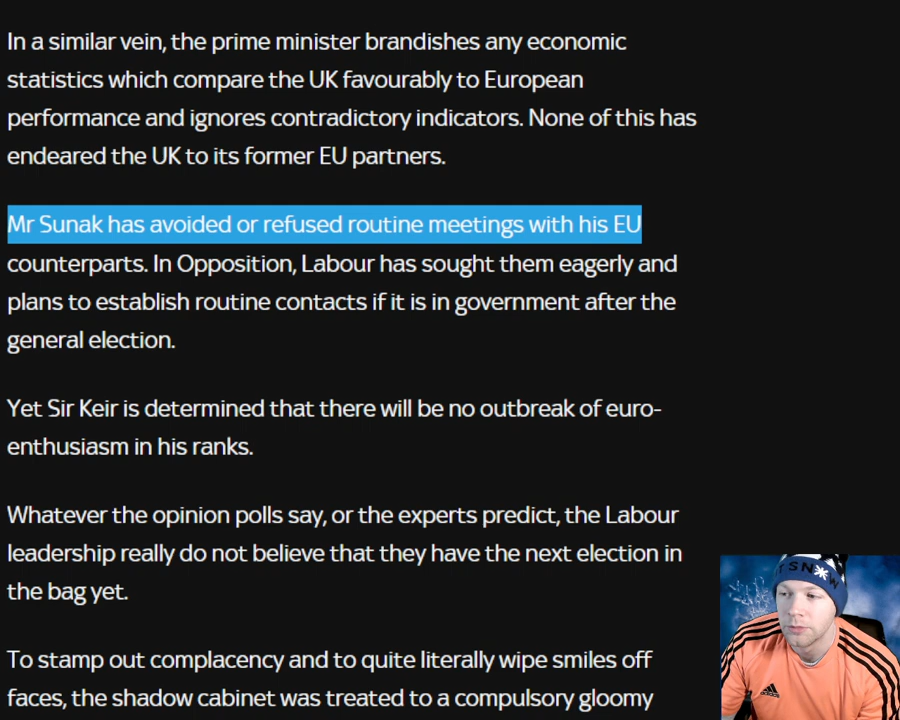 In a similar vein, the prime minister brandishes any economic
statistics which compare the UK favourably to European
performance and ignores contradictory indicators. None of this has
endeared the UK to its former EU partners.
Mr Sunak has avoided or refused routine meetings with his EU
counterparts. In Opposition, Labour has sought them eagerly and
plans to establish routine contacts if it is in government after the
general election.
Yet Sir Keir is determined that there will be no outbreak of euro-
enthusiasm in his ranks.
Whatever the opinion polls say, or the experts predict, the Labour
leadership really do not believe that they have the next election in
the bag yet.
To stamp out complacency and to quite literally wipe smiles off
faces, the shadow cabinet was treated to a compulsory gloomy